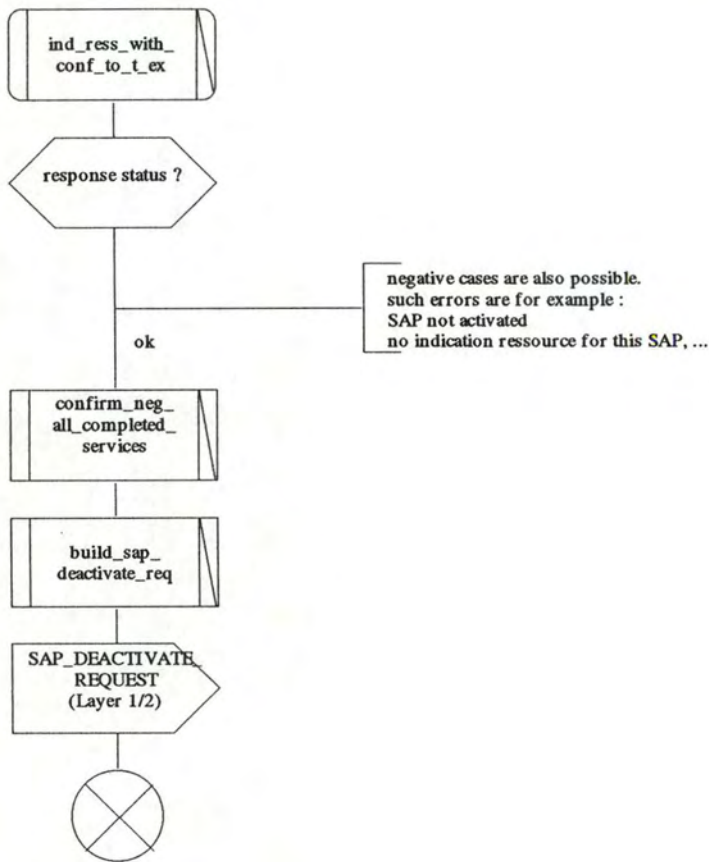 ind_ress_with_
conf_to_t_ex
response status ?
negative cases are also possible.
such errors are for example :
SAP not activated
no indication ressource for this SAP, ...
ok
confirm_neg_
all_completed_
services
build_sap_
deactivate_req
SAP_DEACTIVATE_
REQUEST
(Layer 1/2)